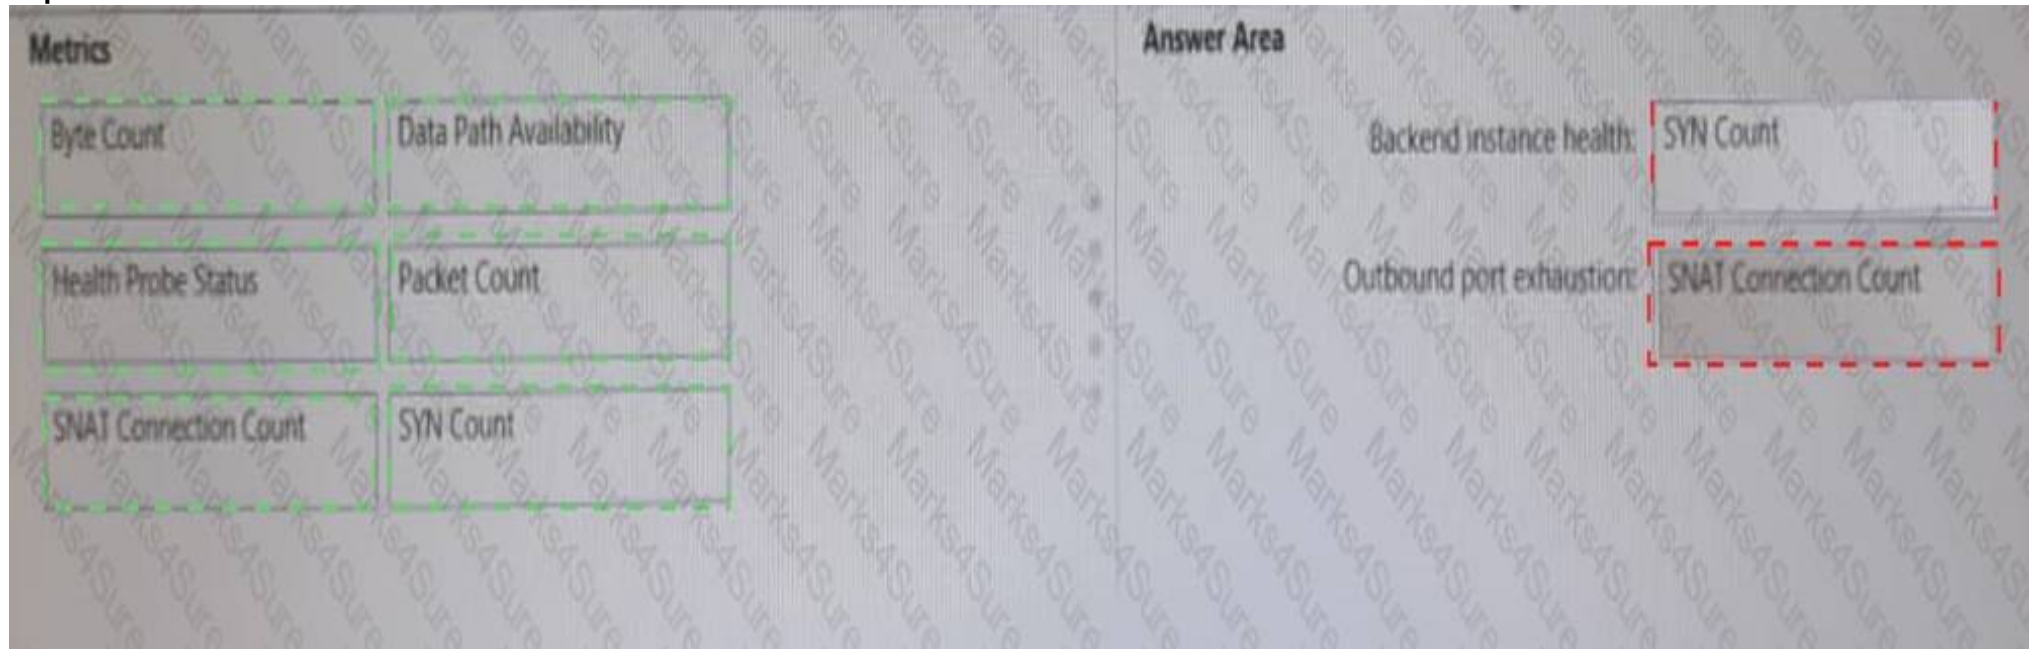 Metrics
Byte Count
Data Path Availability
Health Probe Status
Packet Count
SNAT Connection Count
SYN Count
Answer Area
Backend instance health:
SYN Count
Outbound port exhaustion:
SNAT Connection Count
Marks4Sure